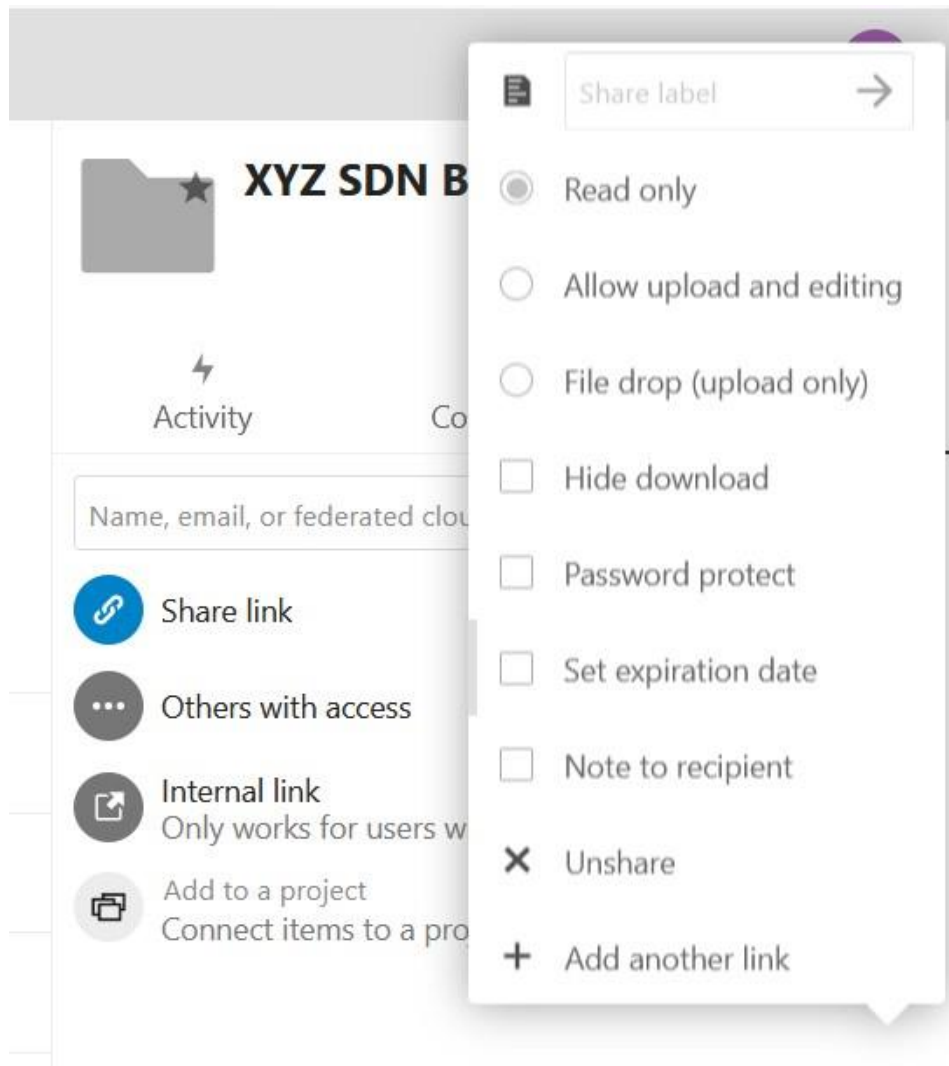 XYZ SDN B
Activity
Co
Name, email, or federated clou
Share link
Others with access
Internal link
Only works for users w
Add to a project
Connect items to a pro
Share label
Read only
Allow upload and editing
File drop (upload only)
Hide download
Password protect
Set expiration date
Note to recipient
Unshare
Add another link